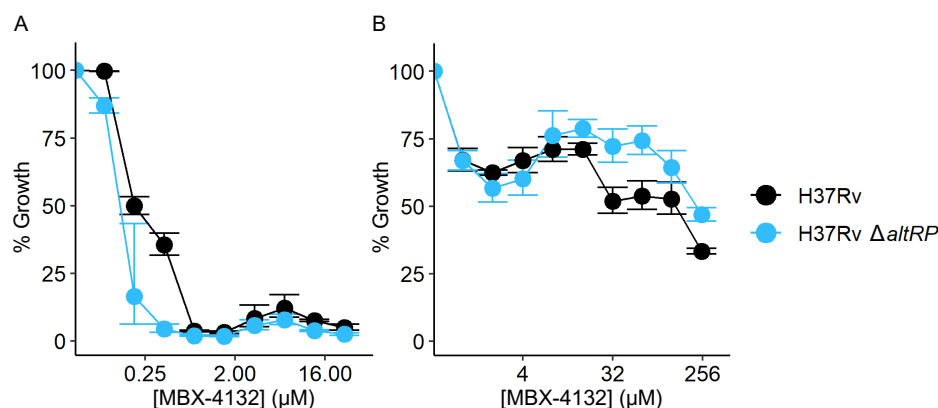 A
B
100
75
50
25
0
% Growth
0.25
2.00
16.00
[MBX-4132] (µM)
100
75
50
25
0
% Growth
4
32
256
[MBX-4132] (µM)
H37Rv
H37Rv ΔaltRP